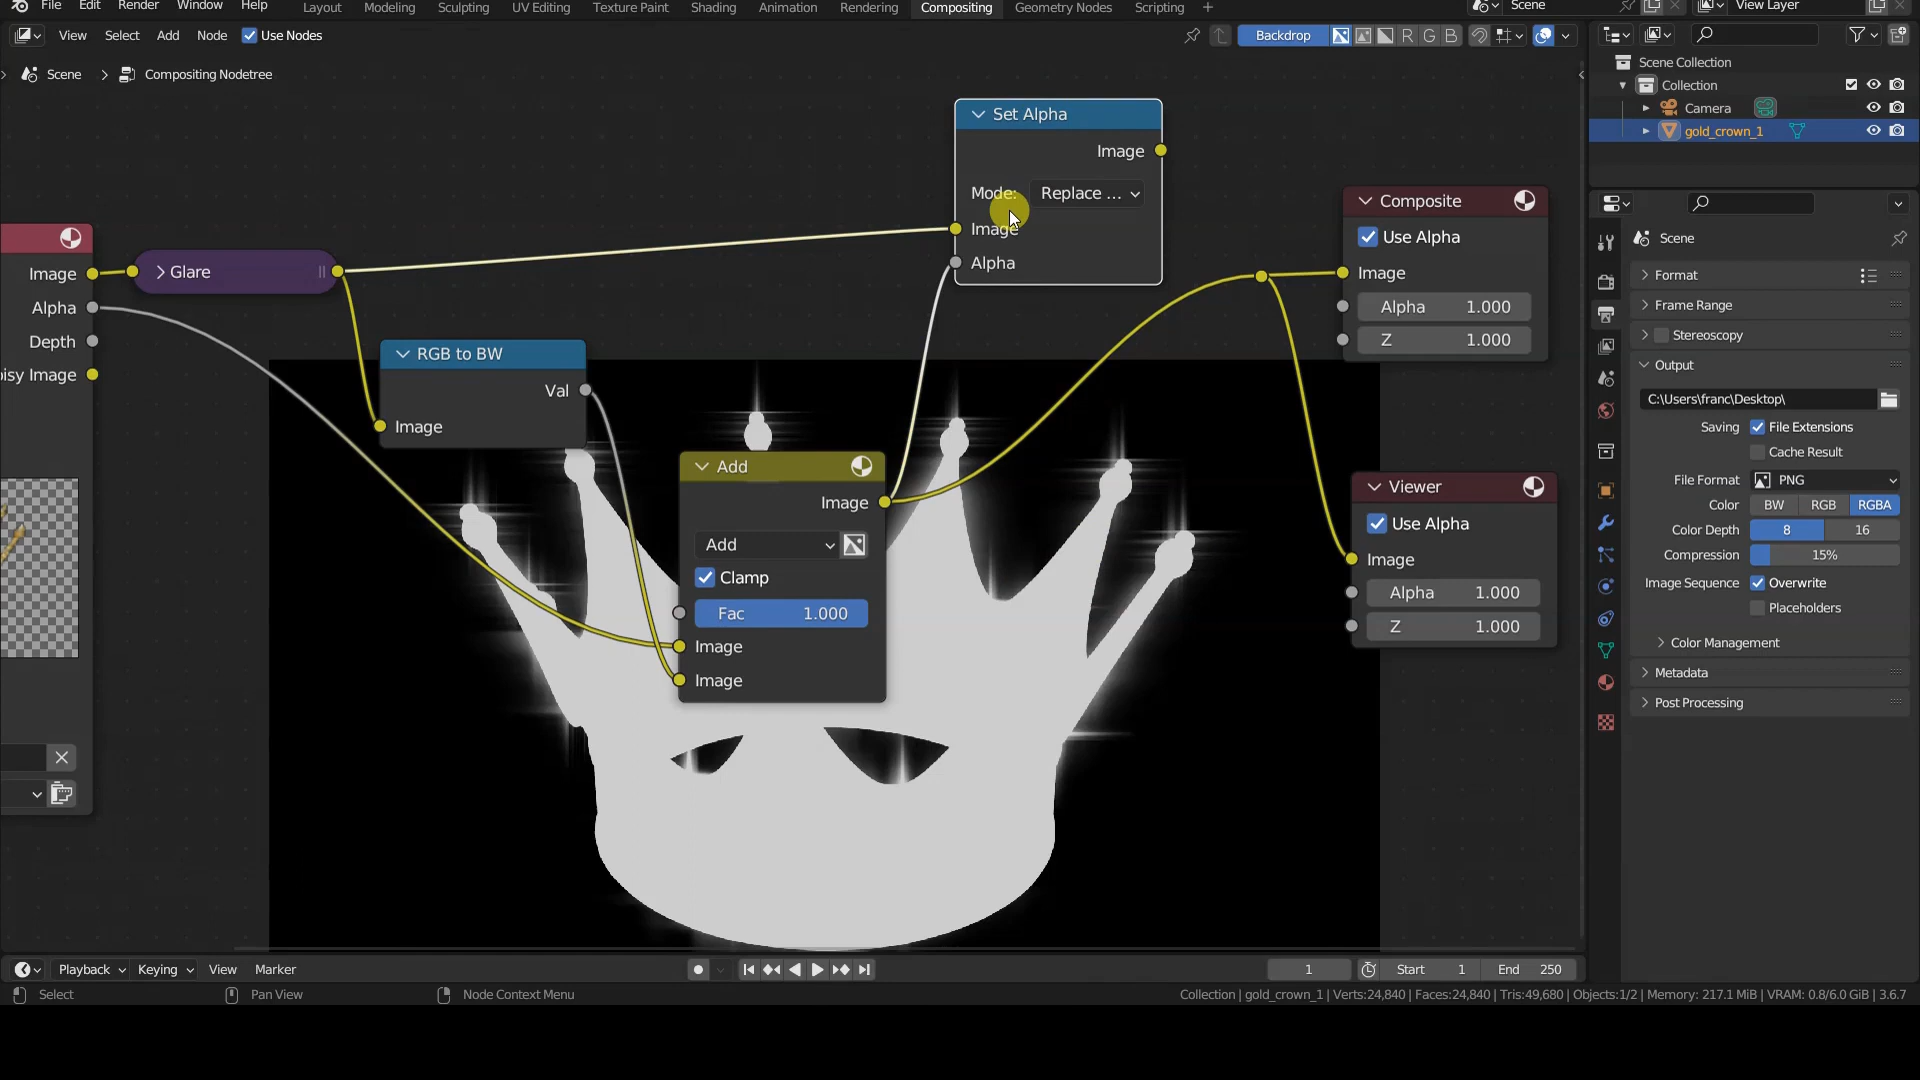 File Edit Render Window Help Layout Modeling Sculpting UV Editing Texture Paint Shading Animation Rendering Compositing Geometry Nodes Scripting + Scene View Layer
View Select Add Node Use Nodes Backdrop R G B
Scene > Compositing Nodetree
Scene Collection
Collection
Camera
gold_crown_1
Set Alpha
Image
Mode: Replace ...
Image
Alpha
Composite
Use Alpha
Image
Alpha 1.000
Z 1.000
Image
Alpha
Depth
isy Image
Glare
RGB to BW
Val
Image
Add
Image
Add
Clamp
Fac 1.000
Image
Image
Viewer
Use Alpha
Image
Alpha 1.000
Z 1.000
Scene
Format
Frame Range
Stereoscopy
Output
C:\Users\franc\Desktop\
Saving File Extensions
Cache Result
File Format PNG
Color BW RGB RGBA
Color Depth 8 16
Compression 15%
Image Sequence Overwrite
Placeholders
Color Management
Metadata
Post Processing
Playback Keying View Marker 1 Start 1 End 250
Select Pan View Node Context Menu Collection | gold_crown_1 | Verts:24,840 | Faces:24,840 | Tris:49,680 | Objects:1/2 | Memory: 217.1 MiB | VRAM: 0.8/6.0 GiB | 3.6.7